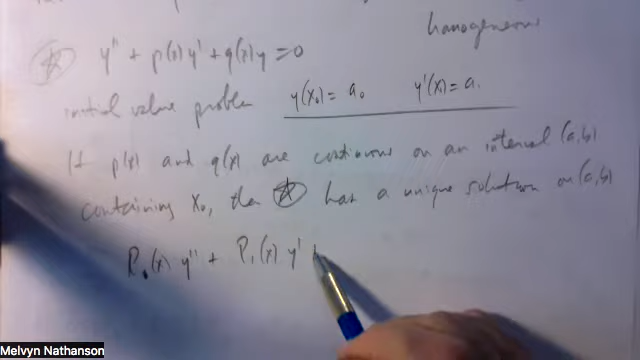 homogeneous
☆ y'' + p(x) y' + q(x) y = 0
initial value problem y(x₀) = a₀ y'(x) = a₁
If p(x) and q(x) are continuous on an interval (a,b)
containing x₀, then ☆ has a unique solution on (a,b)
P₀(x) y'' + P₁(x) y'
Melvyn Nathanson